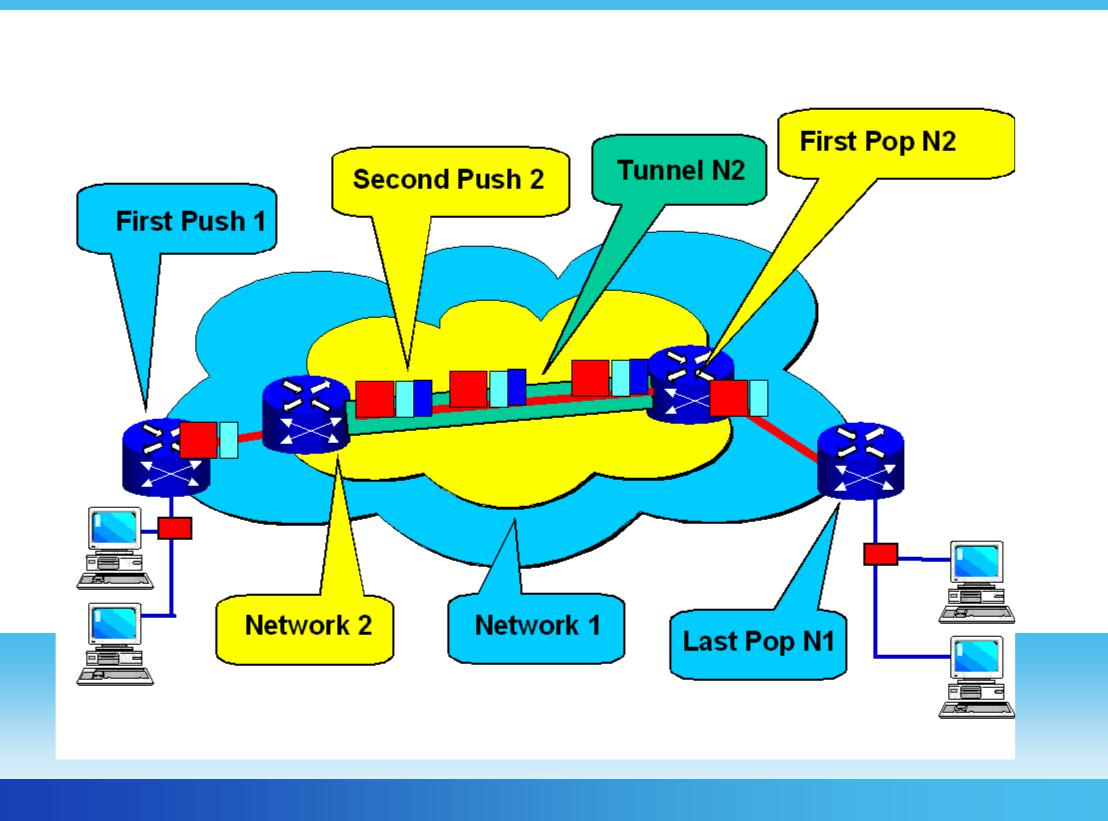 First Push 1
Second Push 2
Tunnel N2
First Pop N2
Network 2
Network 1
Last Pop N1